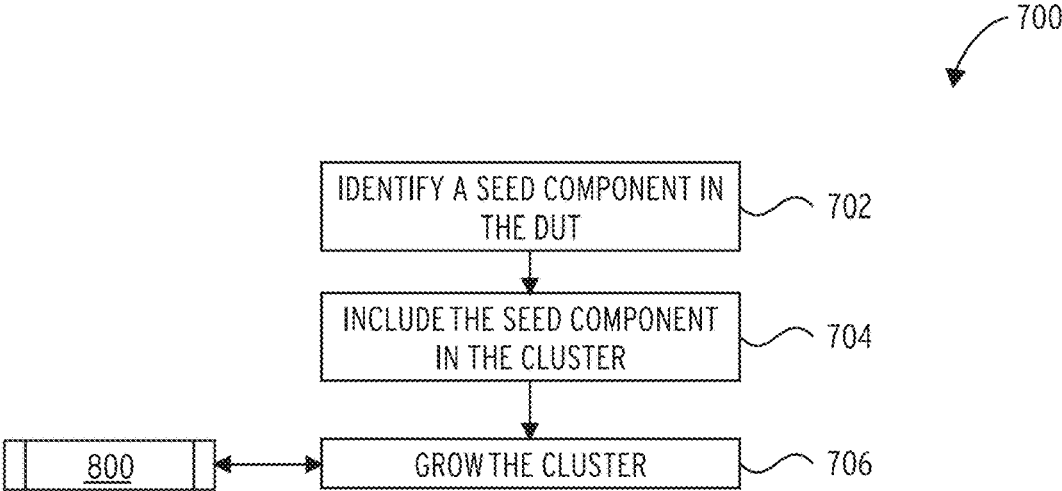 700
IDENTIFY A SEED COMPONENT IN
THE DUT
702
INCLUDE THE SEED COMPONENT
IN THE CLUSTER
704
800
GROW THE CLUSTER
706